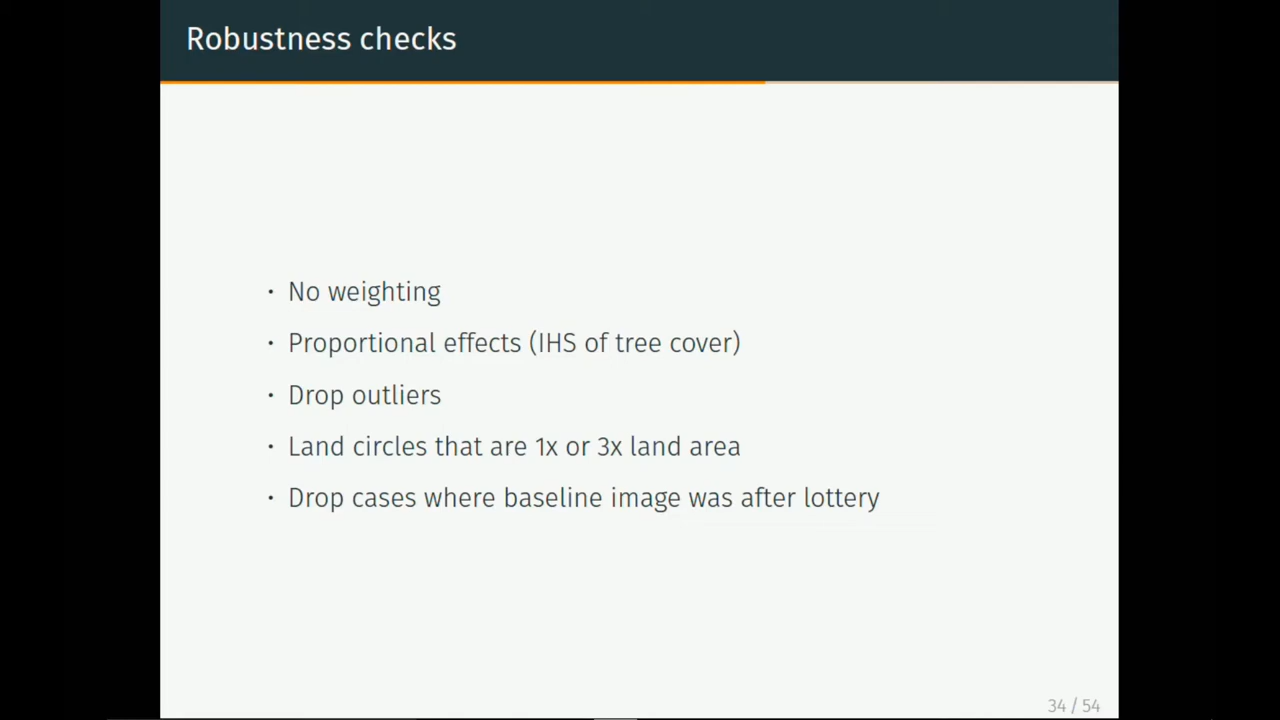 Robustness checks
• No weighting
• Proportional effects (IHS of tree cover)
• Drop outliers
• Land circles that are 1x or 3x land area
• Drop cases where baseline image was after lottery
34 / 54